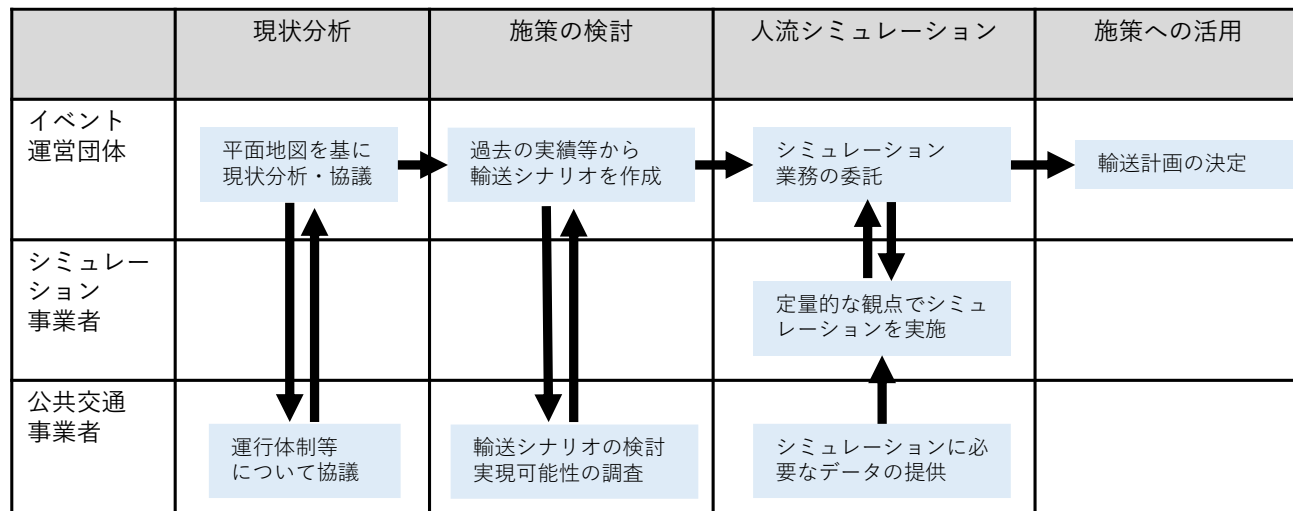 現状分析
施策の検討
人流シミュレーション
施策への活用
イベント
運営団体
平面地図を基に
現状分析・協議
過去の実績等から
輸送シナリオを作成
シミュレーション
業務の委託
輸送計画の決定
シミュレー
ション
事業者
定量的な観点でシミュ
レーションを実施
公共交通
事業者
運行体制等
について協議
輸送シナリオの検討
実現可能性の調査
シミュレーションに必
要なデータの提供